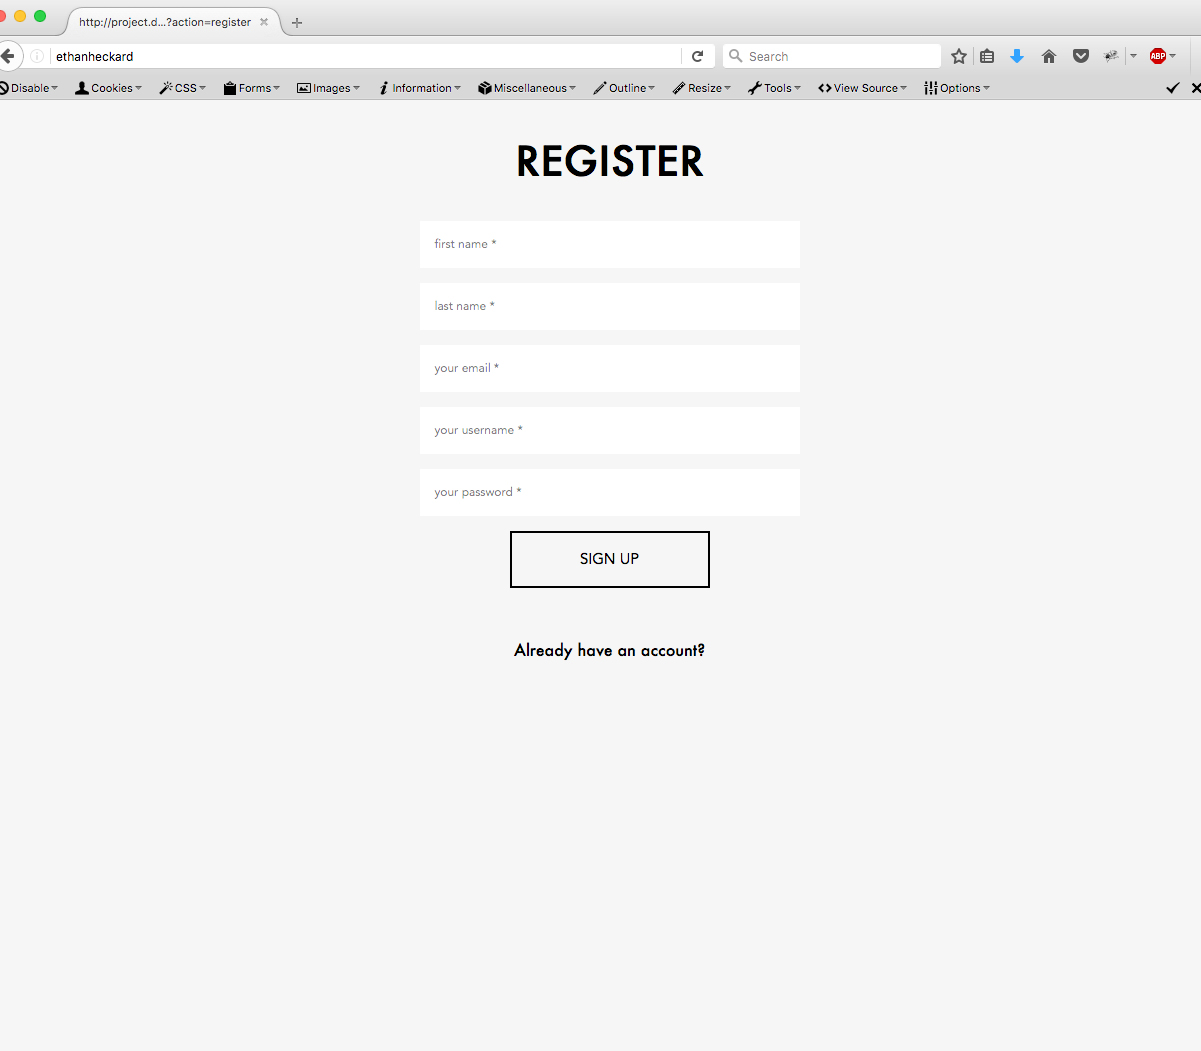 http://project.d...?action=register
ethanheckard
Search
ABP
Disable Cookies CSS Forms Images Information Miscellaneous Outline Resize Tools View Source Options
REGISTER
first name *
last name *
your email *
your username *
your password *
SIGN UP
Already have an account?